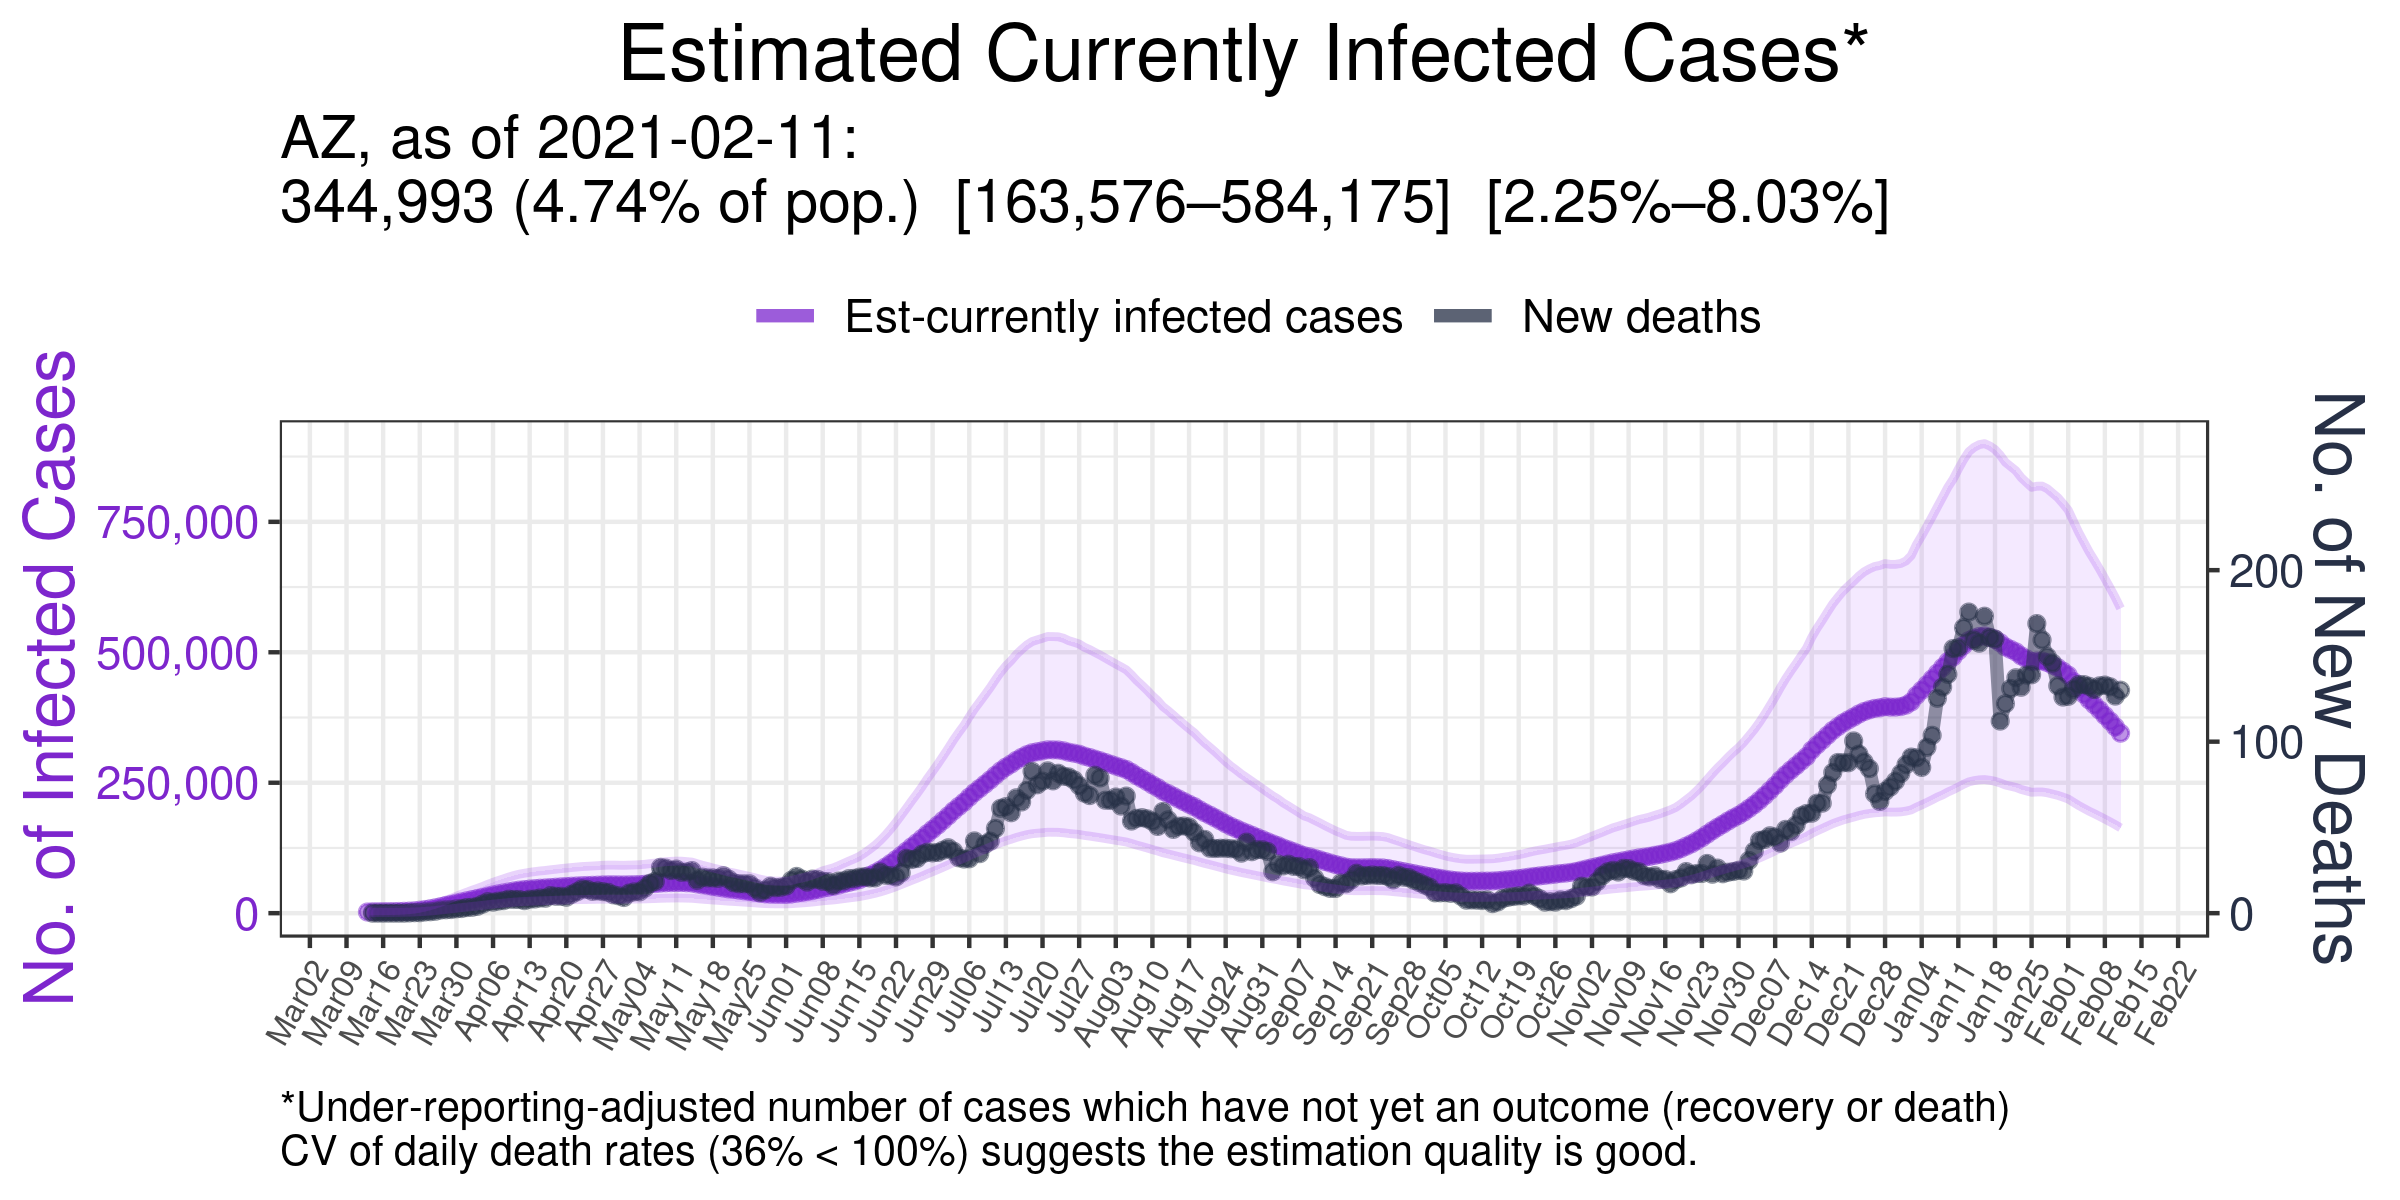 Estimated Currently Infected Cases*
AZ, as of 2021-02-11:
344,993 (4.74% of pop.) [163,576–584,175] [2.25%–8.03%]
Est-currently infected cases
New deaths
No. of Infected Cases
750,000
500,000
250,000
0
No. of New Deaths
200
100
0
Mar02
Mar09
Mar16
Mar23
Mar30
Apr06
Apr13
Apr20
Apr27
May04
May11
May18
May25
Jun01
Jun08
Jun15
Jun22
Jun29
Jul06
Jul13
Jul20
Jul27
Aug03
Aug10
Aug17
Aug24
Aug31
Sep07
Sep14
Sep21
Sep28
Oct05
Oct12
Oct19
Oct26
Nov02
Nov09
Nov16
Nov23
Nov30
Dec07
Dec14
Dec21
Dec28
Jan04
Jan11
Jan18
Jan25
Feb01
Feb08
Feb15
Feb22
*Under-reporting-adjusted number of cases which have not yet an outcome (recovery or death)
CV of daily death rates (36% < 100%) suggests the estimation quality is good.